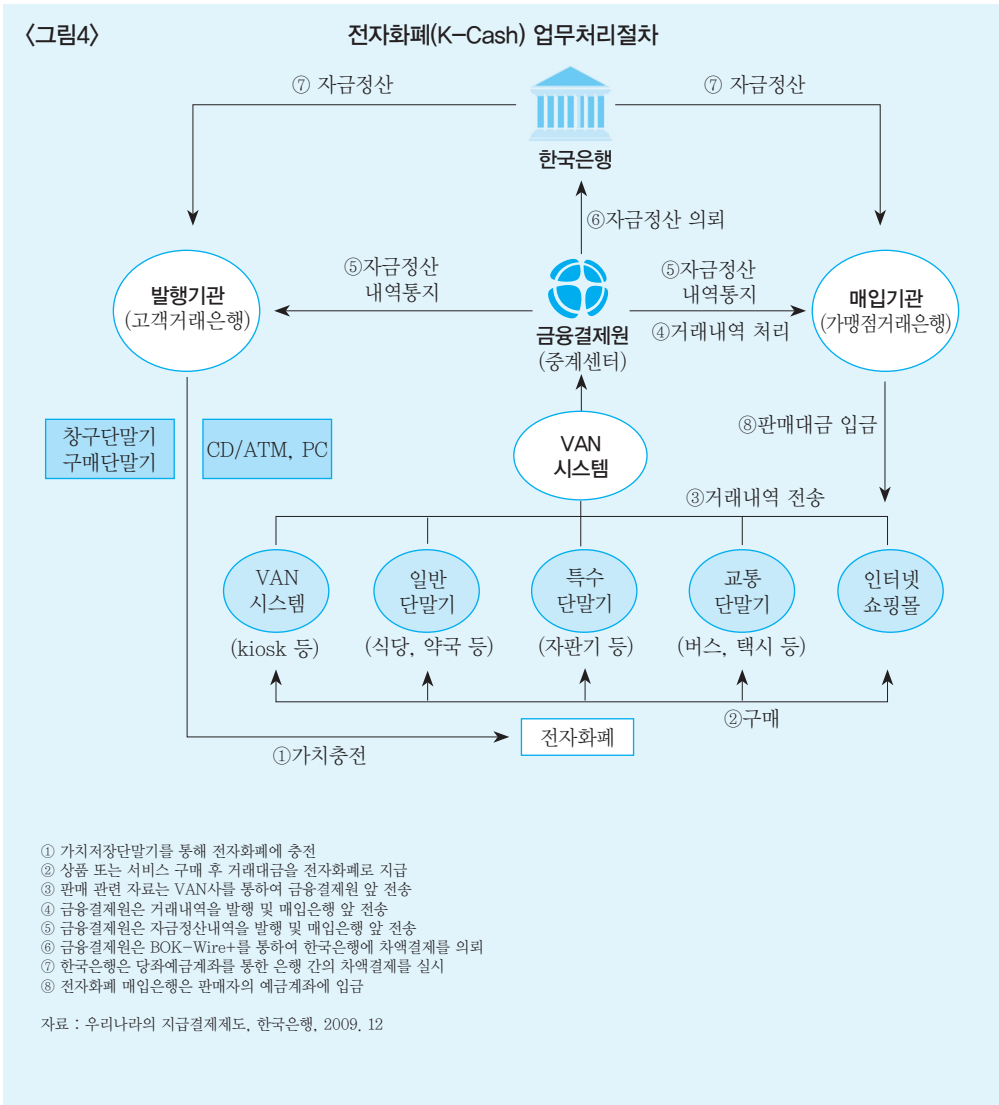 〈그림4〉
전자화폐(K-Cash) 업무처리절차
⑦ 자금정산
⑦ 자금정산
한국은행
⑥자금정산 의뢰
⑤자금정산
내역통지
⑤자금정산
내역통지
발행기관
(고객거래은행)
매입기관
(가맹점거래은행)
④거래내역 처리
금융결제원
(중계센터)
창구단말기
구매단말기
CD/ATM, PC
⑧판매대금 입금
VAN
시스템
③거래내역 전송
VAN
시스템
일반
단말기
특수
단말기
교통
단말기
인터넷
쇼핑몰
(kiosk 등)
(식당, 약국 등)
(자판기 등)
(버스, 택시 등)
②구매
전자화폐
①가치충전
① 가치저장단말기를 통해 전자화폐에 충전
② 상품 또는 서비스 구매 후 거래대금을 전자화폐로 지급
③ 판매 관련 자료는 VAN사를 통하여 금융결제원 앞 전송
④ 금융결제원은 거래내역을 발행 및 매입은행 앞 전송
⑤ 금융결제원은 자금정산내역을 발행 및 매입은행 앞 전송
⑥ 금융결제원은 BOK-Wire+를 통하여 한국은행에 차액결제를 의뢰
⑦ 한국은행은 당좌예금계좌를 통한 은행 간의 차액결제를 실시
⑧ 전자화폐 매입은행은 판매자의 예금계좌에 입금
자료 : 우리나라의 지급결제제도, 한국은행, 2009. 12